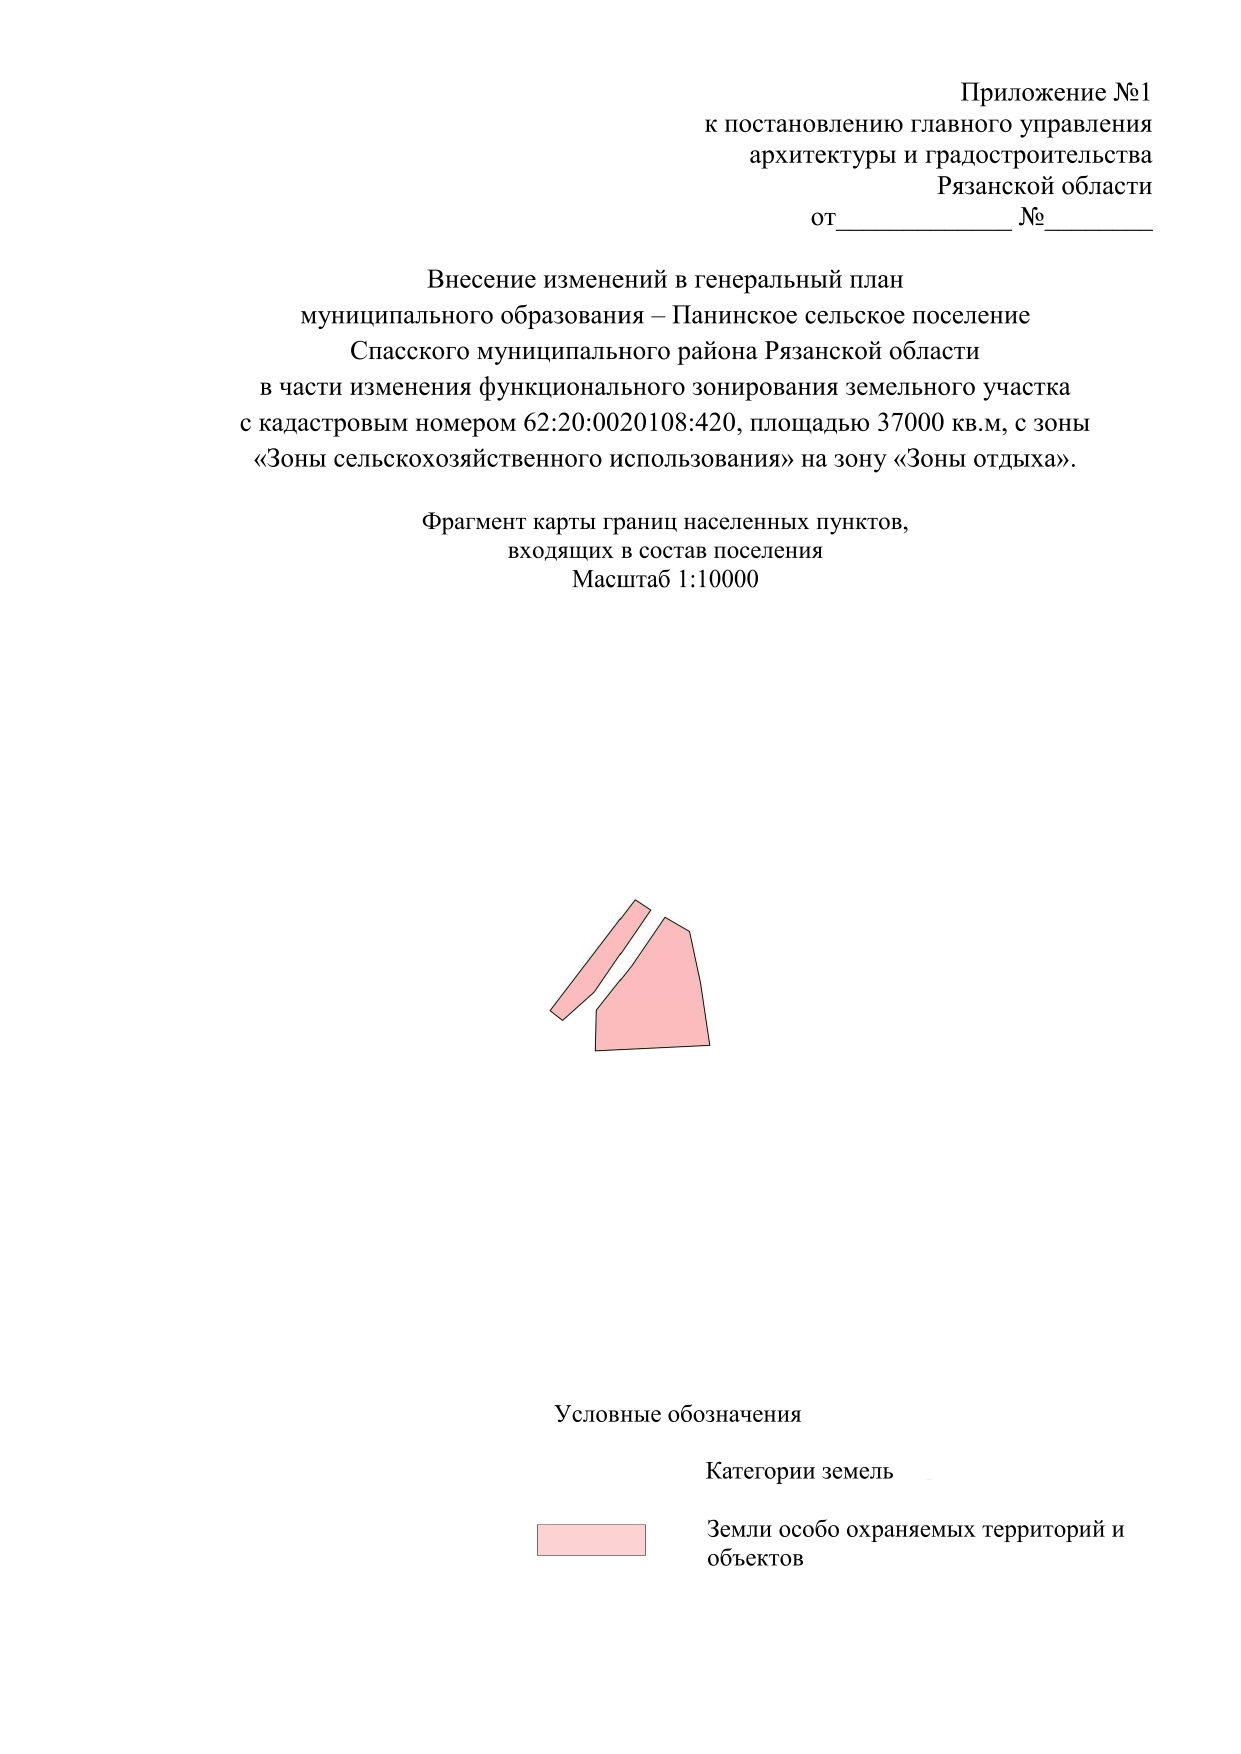 Приложение №1
к постановлению главного управления
архитектуры и градостроительства
Рязанской области
от_____________ №________
Внесение изменений в генеральный план
муниципального образования – Панинское сельское поселение
Спасского муниципального района Рязанской области
в части изменения функционального зонирования земельного участка
с кадастровым номером 62:20:0020108:420, площадью 37000 кв.м, с зоны
«Зоны сельскохозяйственного использования» на зону «Зоны отдыха».
Фрагмент карты границ населенных пунктов,
входящих в состав поселения
Масштаб 1:10000
Условные обозначения
Категории земель
Земли особо охраняемых территорий и
объектов